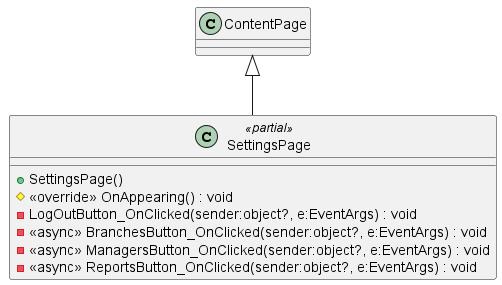 C ContentPage
«partial»
C SettingsPage
SettingsPage()
«override» OnAppearing() : void
LogOutButton_OnClicked(sender:object?, e:EventArgs) : void
«async» BranchesButton_OnClicked(sender:object?, e:EventArgs) : void
«async» ManagersButton_OnClicked(sender:object?, e:EventArgs) : void
«async» ReportsButton_OnClicked(sender:object?, e:EventArgs) : void